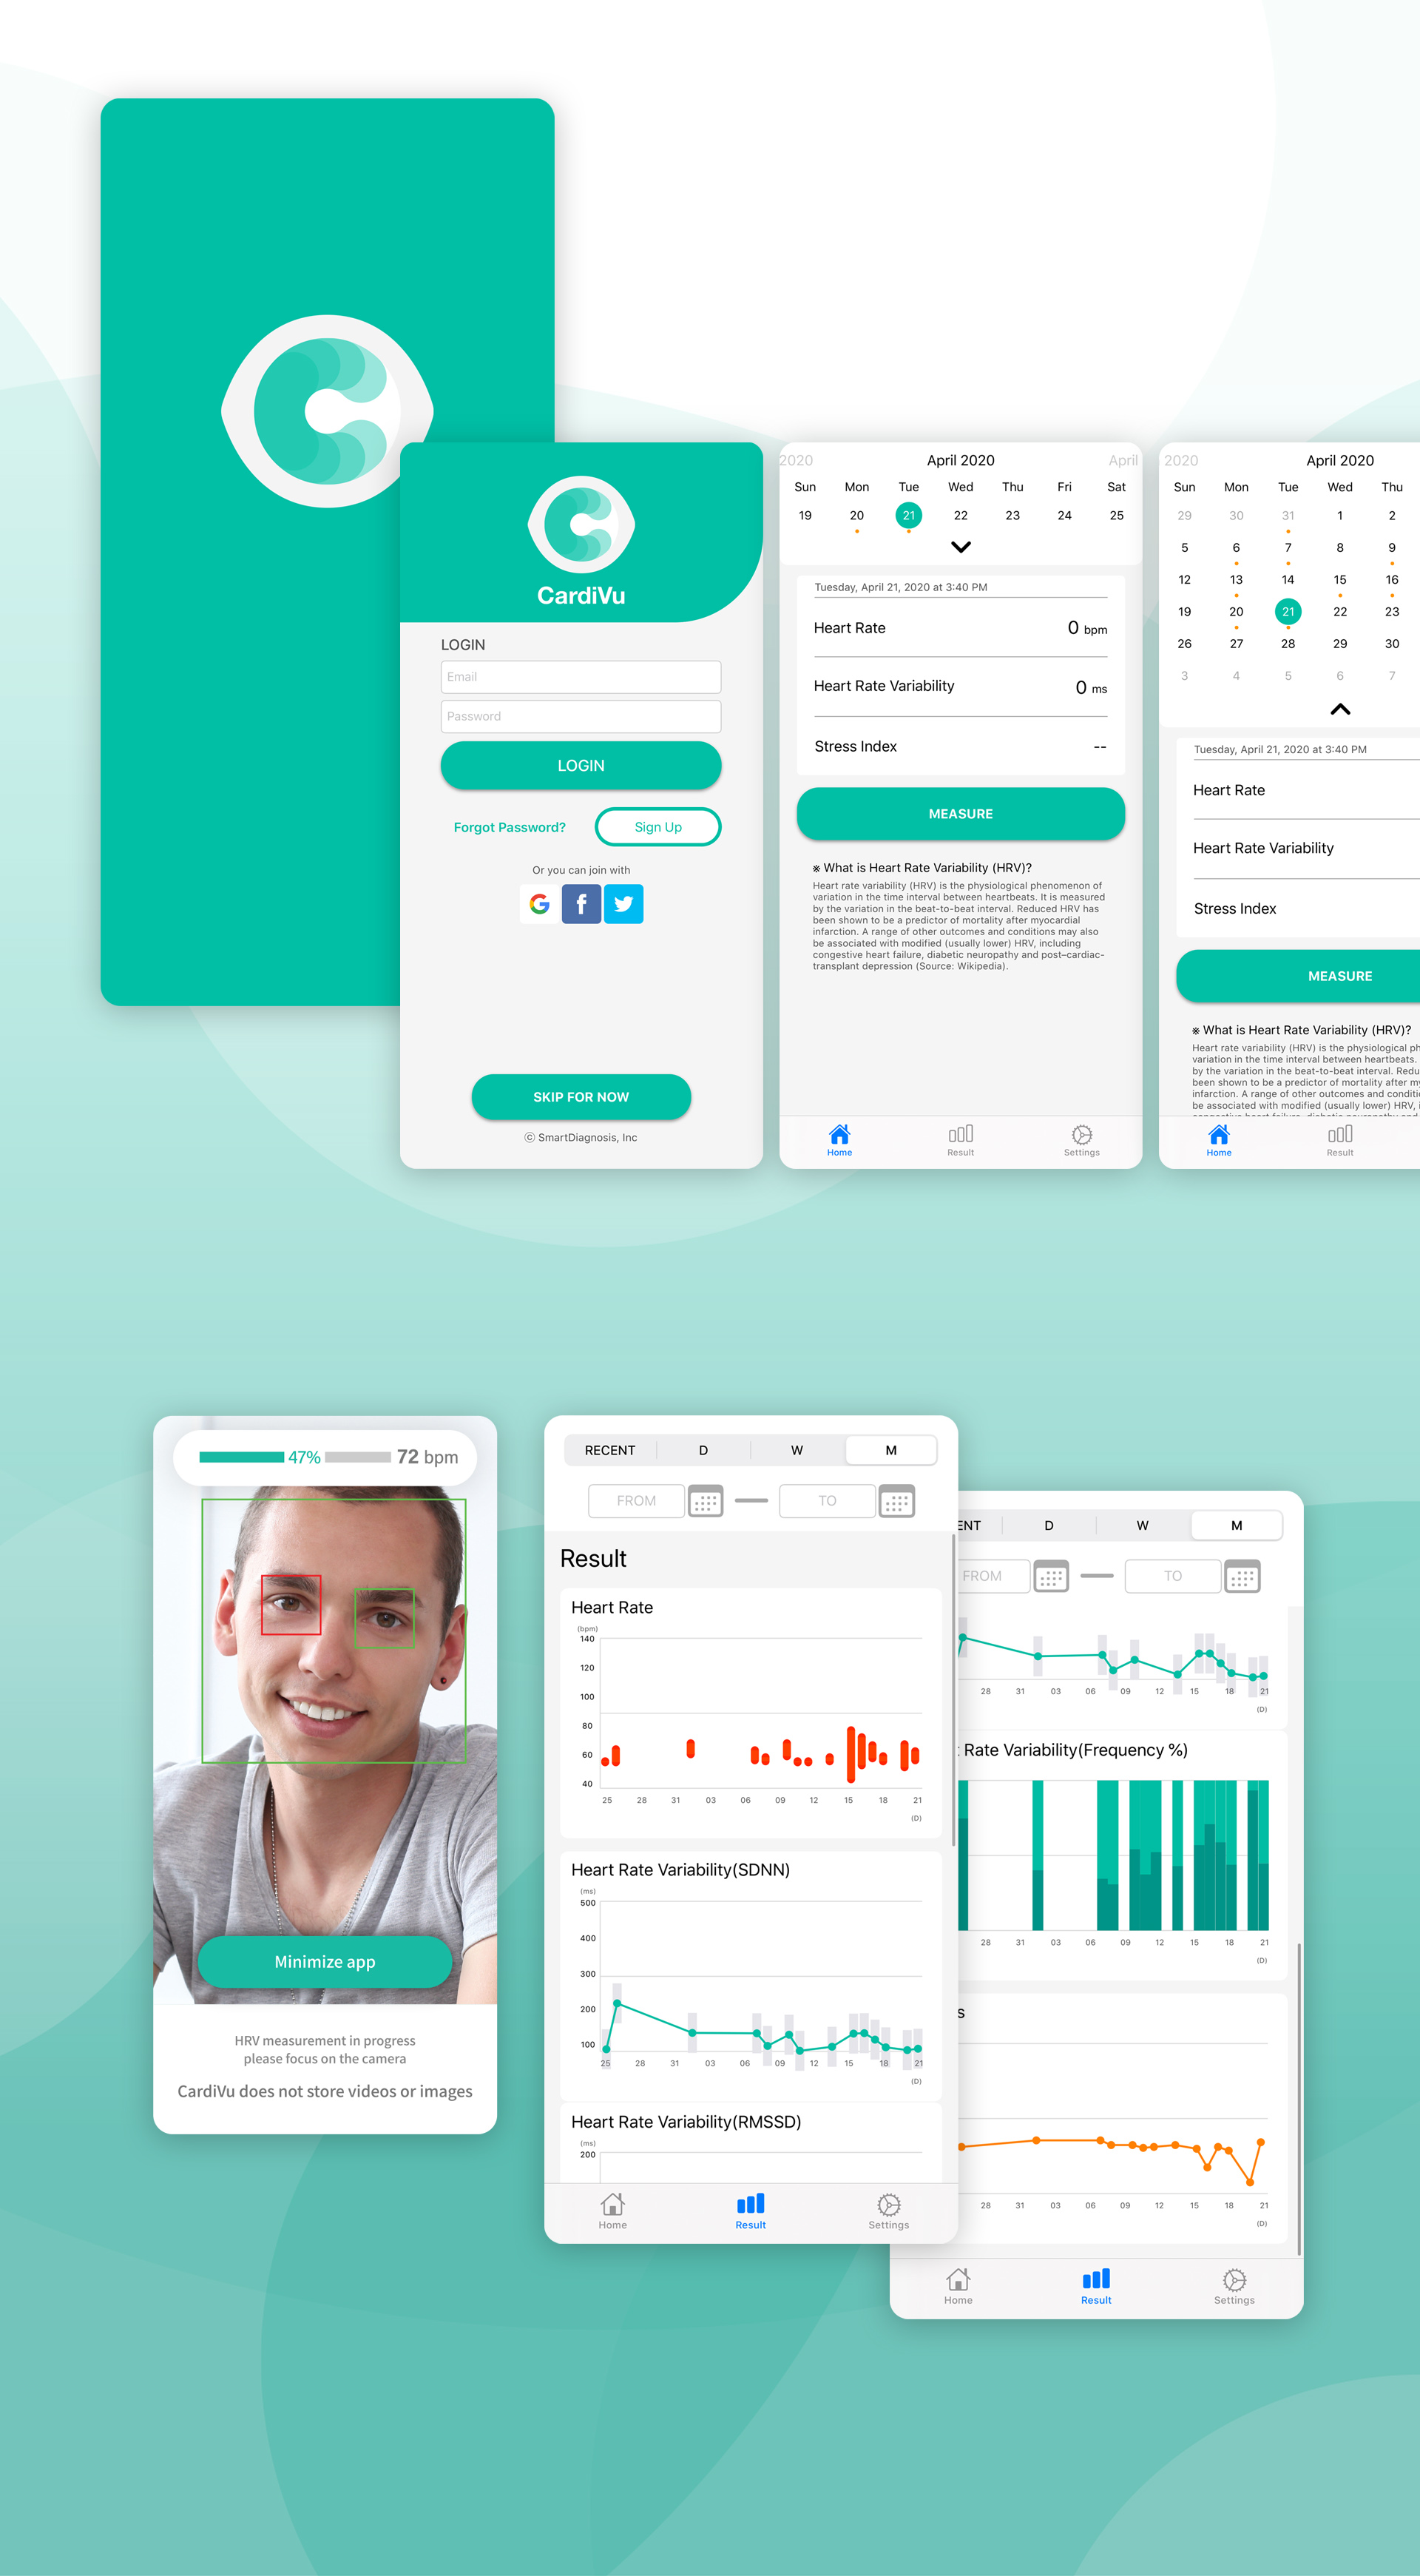 CardiVu
LOGIN
Email
Password
LOGIN
Forgot Password?
Sign Up
Or you can join with
SKIP FOR NOW
ⓒ SmartDiagnosis, Inc
2020 April 2020 April
Sun Mon Tue Wed Thu Fri Sat
19 20 21 22 23 24 25
Tuesday, April 21, 2020 at 3:40 PM
Heart Rate 0 bpm
Heart Rate Variability 0 ms
Stress Index --
MEASURE
※ What is Heart Rate Variability (HRV)?
Heart rate variability (HRV) is the physiological phenomenon of
variation in the time interval between heartbeats. It is measured
by the variation in the beat-to-beat interval. Reduced HRV has
been shown to be a predictor of mortality after myocardial
infarction. A range of other outcomes and conditions may also
be associated with modified (usually lower) HRV, including
congestive heart failure, diabetic neuropathy and post–cardiac-
transplant depression (Source: Wikipedia).
Home Result Settings
2020 April 2020
Sun Mon Tue Wed Thu
29 30 31 1 2
5 6 7 8 9
12 13 14 15 16
19 20 21 22 23
26 27 28 29 30
3 4 5 6 7
Tuesday, April 21, 2020 at 3:40 PM
Heart Rate
Heart Rate Variability
Stress Index
MEASURE
※ What is Heart Rate Variability (HRV)?
Heart rate variability (HRV) is the physiological ph
variation in the time interval between heartbeats.
by the variation in the beat-to-beat interval. Redu
been shown to be a predictor of mortality after my
infarction. A range of other outcomes and conditi
be associated with modified (usually lower) HRV, i
Home Result
47% 72 bpm
Minimize app
HRV measurement in progress
please focus on the camera
CardiVu does not store videos or images
RECENT D W M
FROM TO
Result
Heart Rate
(bpm)
140
120
100
80
60
40
25 28 31 03 06 09 12 15 18 21
(D)
Heart Rate Variability(SDNN)
(ms)
500
400
300
200
100
25 28 31 03 06 09 12 15 18 21
(D)
Heart Rate Variability(RMSSD)
(ms)
200
Home Result Settings
ENT D W M
FROM TO
28 31 03 06 09 12 15 18 21
(D)
Rate Variability(Frequency %)
28 31 03 06 09 12 15 18 21
(D)
s
28 31 03 06 09 12 15 18 21
(D)
Home Result Settings